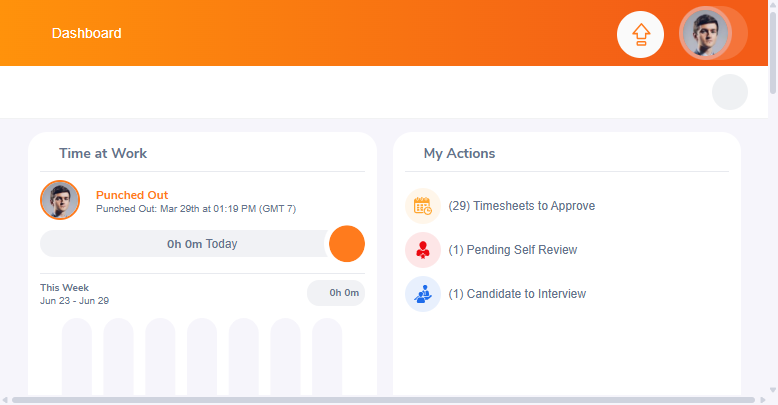 Dashboard
Time at Work
Punched Out
Punched Out: Mar 29th at 01:19 PM (GMT 7)
0h 0m Today
This Week
Jun 23 - Jun 29
0h 0m
My Actions
(29) Timesheets to Approve
(1) Pending Self Review
(1) Candidate to Interview